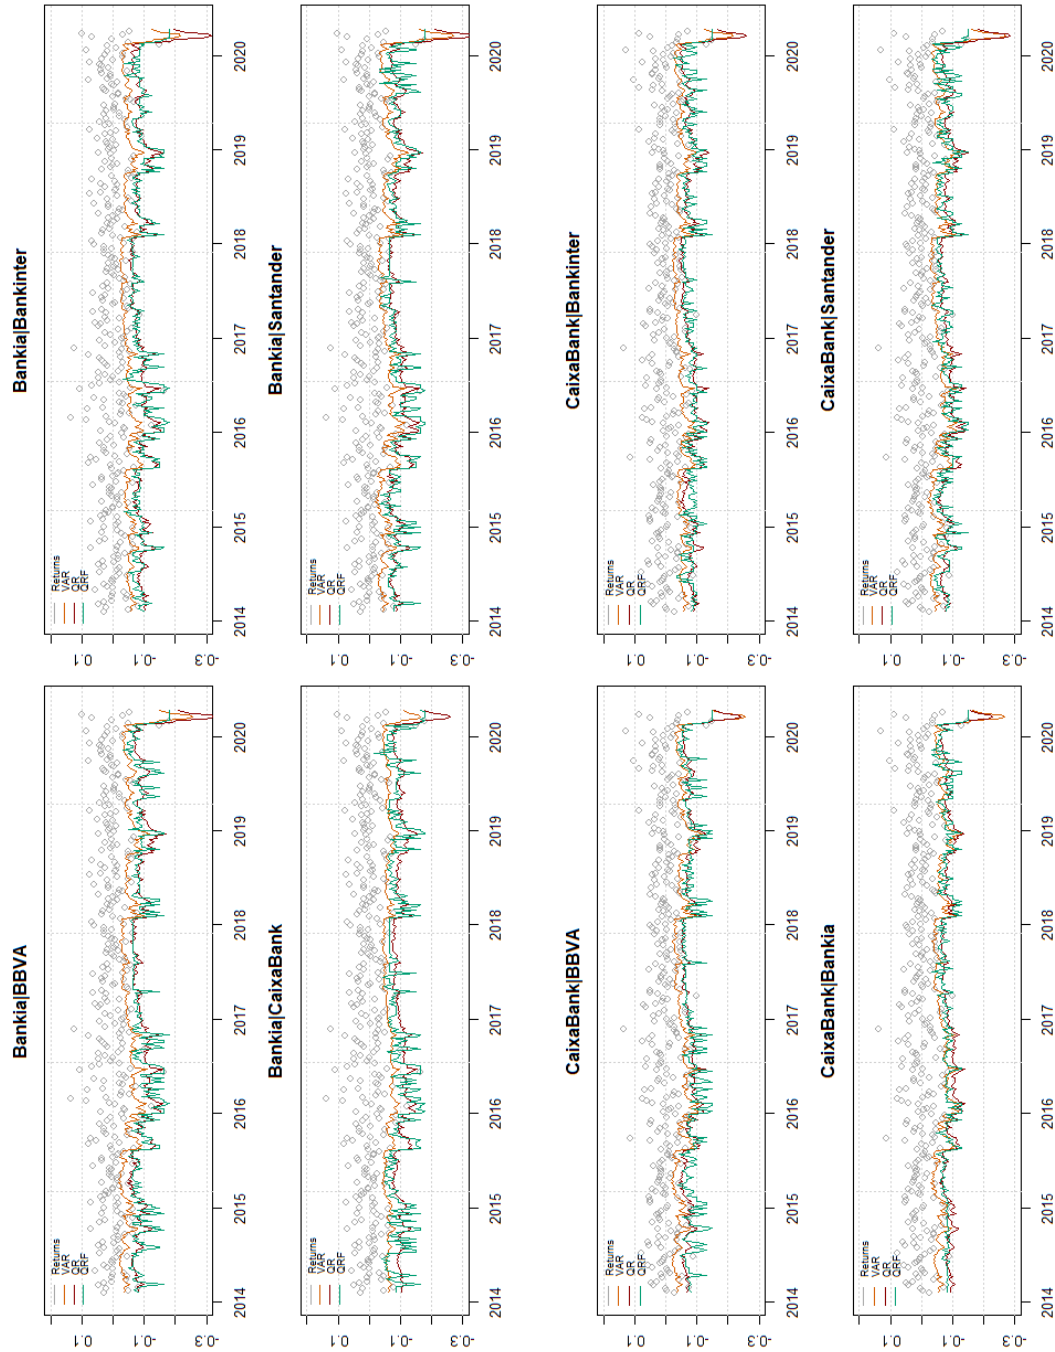 Bankia|BBVA
Returns
VAR
QR
QRF
0.1
-0.1
-0.3
2014
2015
2016
2017
2018
2019
2020
Bankia|Bankinter
Returns
VAR
QR
QRF
0.1
-0.1
-0.3
2014
2015
2016
2017
2018
2019
2020
Bankia|CaixaBank
Returns
VAR
QR
QRF
0.1
-0.1
-0.3
2014
2015
2016
2017
2018
2019
2020
Bankia|Santander
Returns
VAR
QR
QRF
0.1
-0.1
-0.3
2014
2015
2016
2017
2018
2019
2020
CaixaBank|BBVA
Returns
VAR
QR
QRF
0.1
-0.1
-0.3
2014
2015
2016
2017
2018
2019
2020
CaixaBank|Bankinter
Returns
VAR
QR
QRF
0.1
-0.1
-0.3
2014
2015
2016
2017
2018
2019
2020
CaixaBank|Bankia
Returns
VAR
QR
QRF
0.1
-0.1
-0.3
2014
2015
2016
2017
2018
2019
2020
CaixaBank|Santander
Returns
VAR
QR
QRF
0.1
-0.1
-0.3
2014
2015
2016
2017
2018
2019
2020